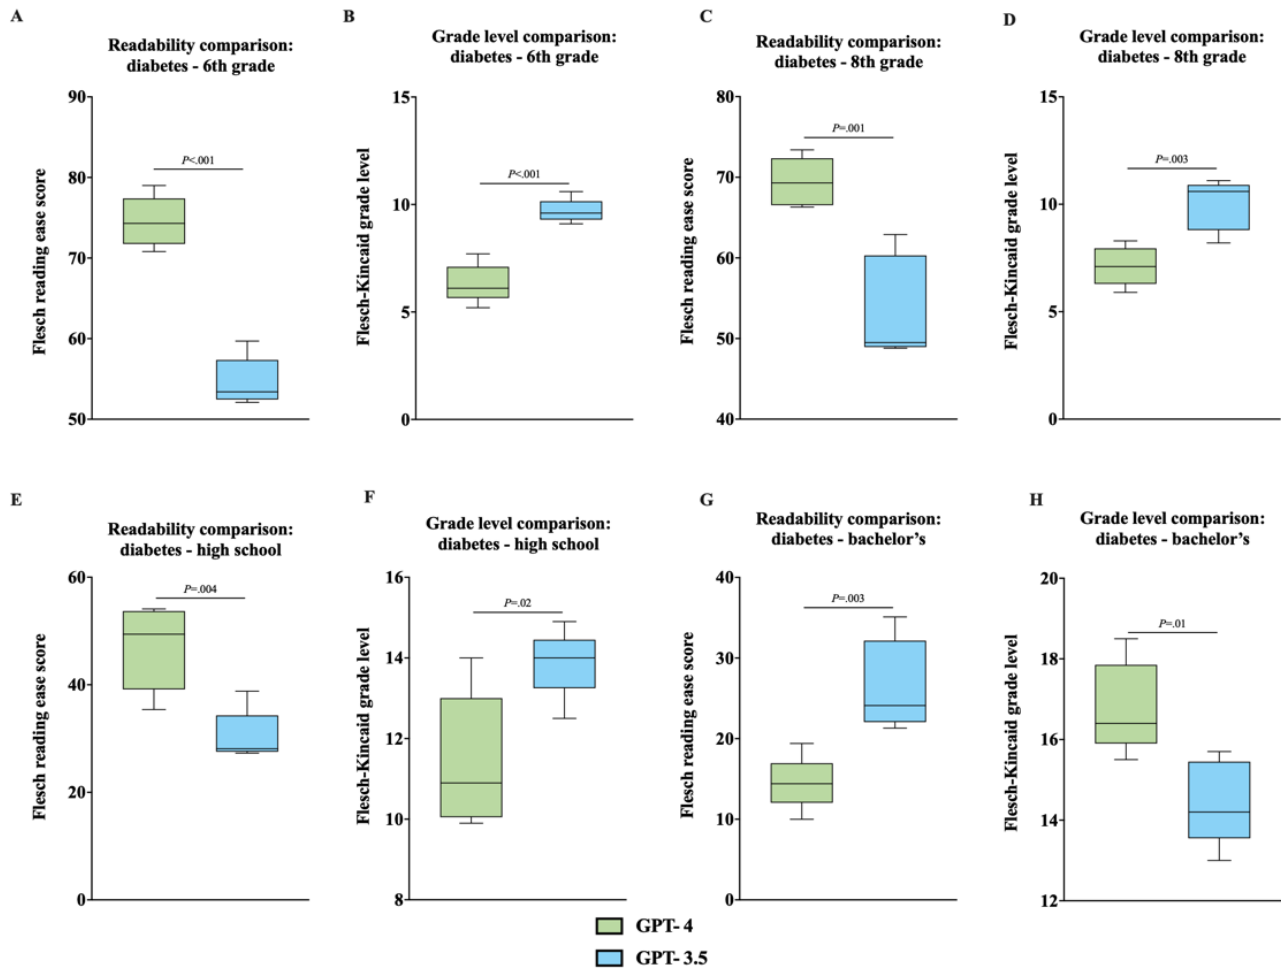 A
Readability comparison:
diabetes - 6th grade
Flesch reading ease score
90
80
70
60
50
P<.001
B
Grade level comparison:
diabetes - 6th grade
Flesch-Kincaid grade level
15
10
5
0
P<.001
C
Readability comparison:
diabetes - 8th grade
Flesch reading ease score
80
70
60
50
40
P=.001
D
Grade level comparison:
diabetes - 8th grade
Flesch-Kincaid grade level
15
10
5
0
P=.003
E
Readability comparison:
diabetes - high school
Flesch reading ease score
60
40
20
0
P=.004
F
Grade level comparison:
diabetes - high school
Flesch-Kincaid grade level
16
14
12
10
8
P=.02
G
Readability comparison:
diabetes - bachelor's
Flesch reading ease score
40
30
20
10
0
P=.003
H
Grade level comparison:
diabetes - bachelor's
Flesch-Kincaid grade level
20
18
16
14
12
P=.01
GPT- 4
GPT- 3.5